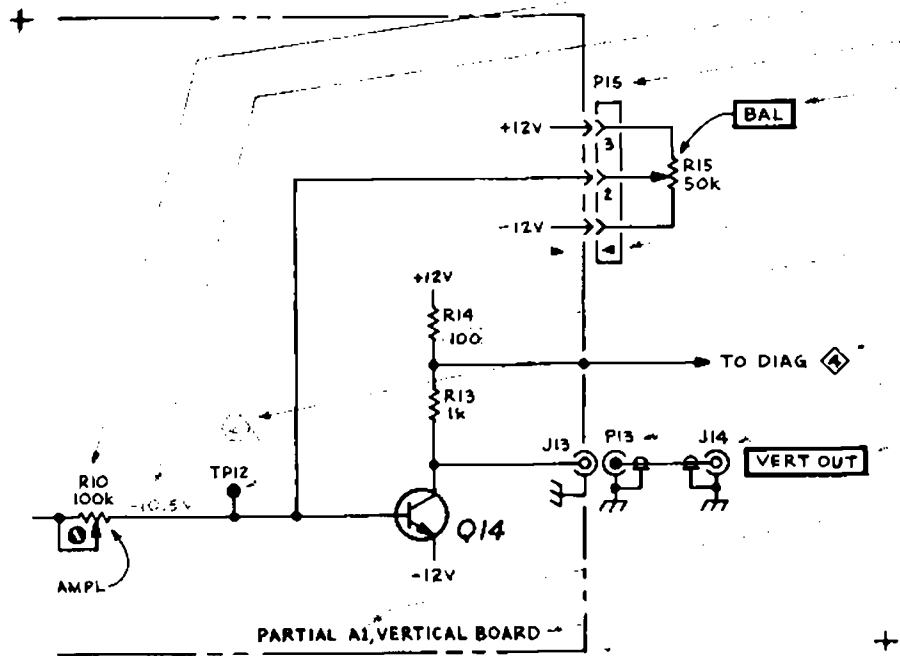 P15
BAL
+12V
3
R15
50k
2
-12V
+12V
R14
100
TO DIAG 4
R13
1k
J13
P13
J14
VERT OUT
R10
100k
-10.5V
TP12
Q14
AMPL
-12V
PARTIAL A1, VERTICAL BOARD